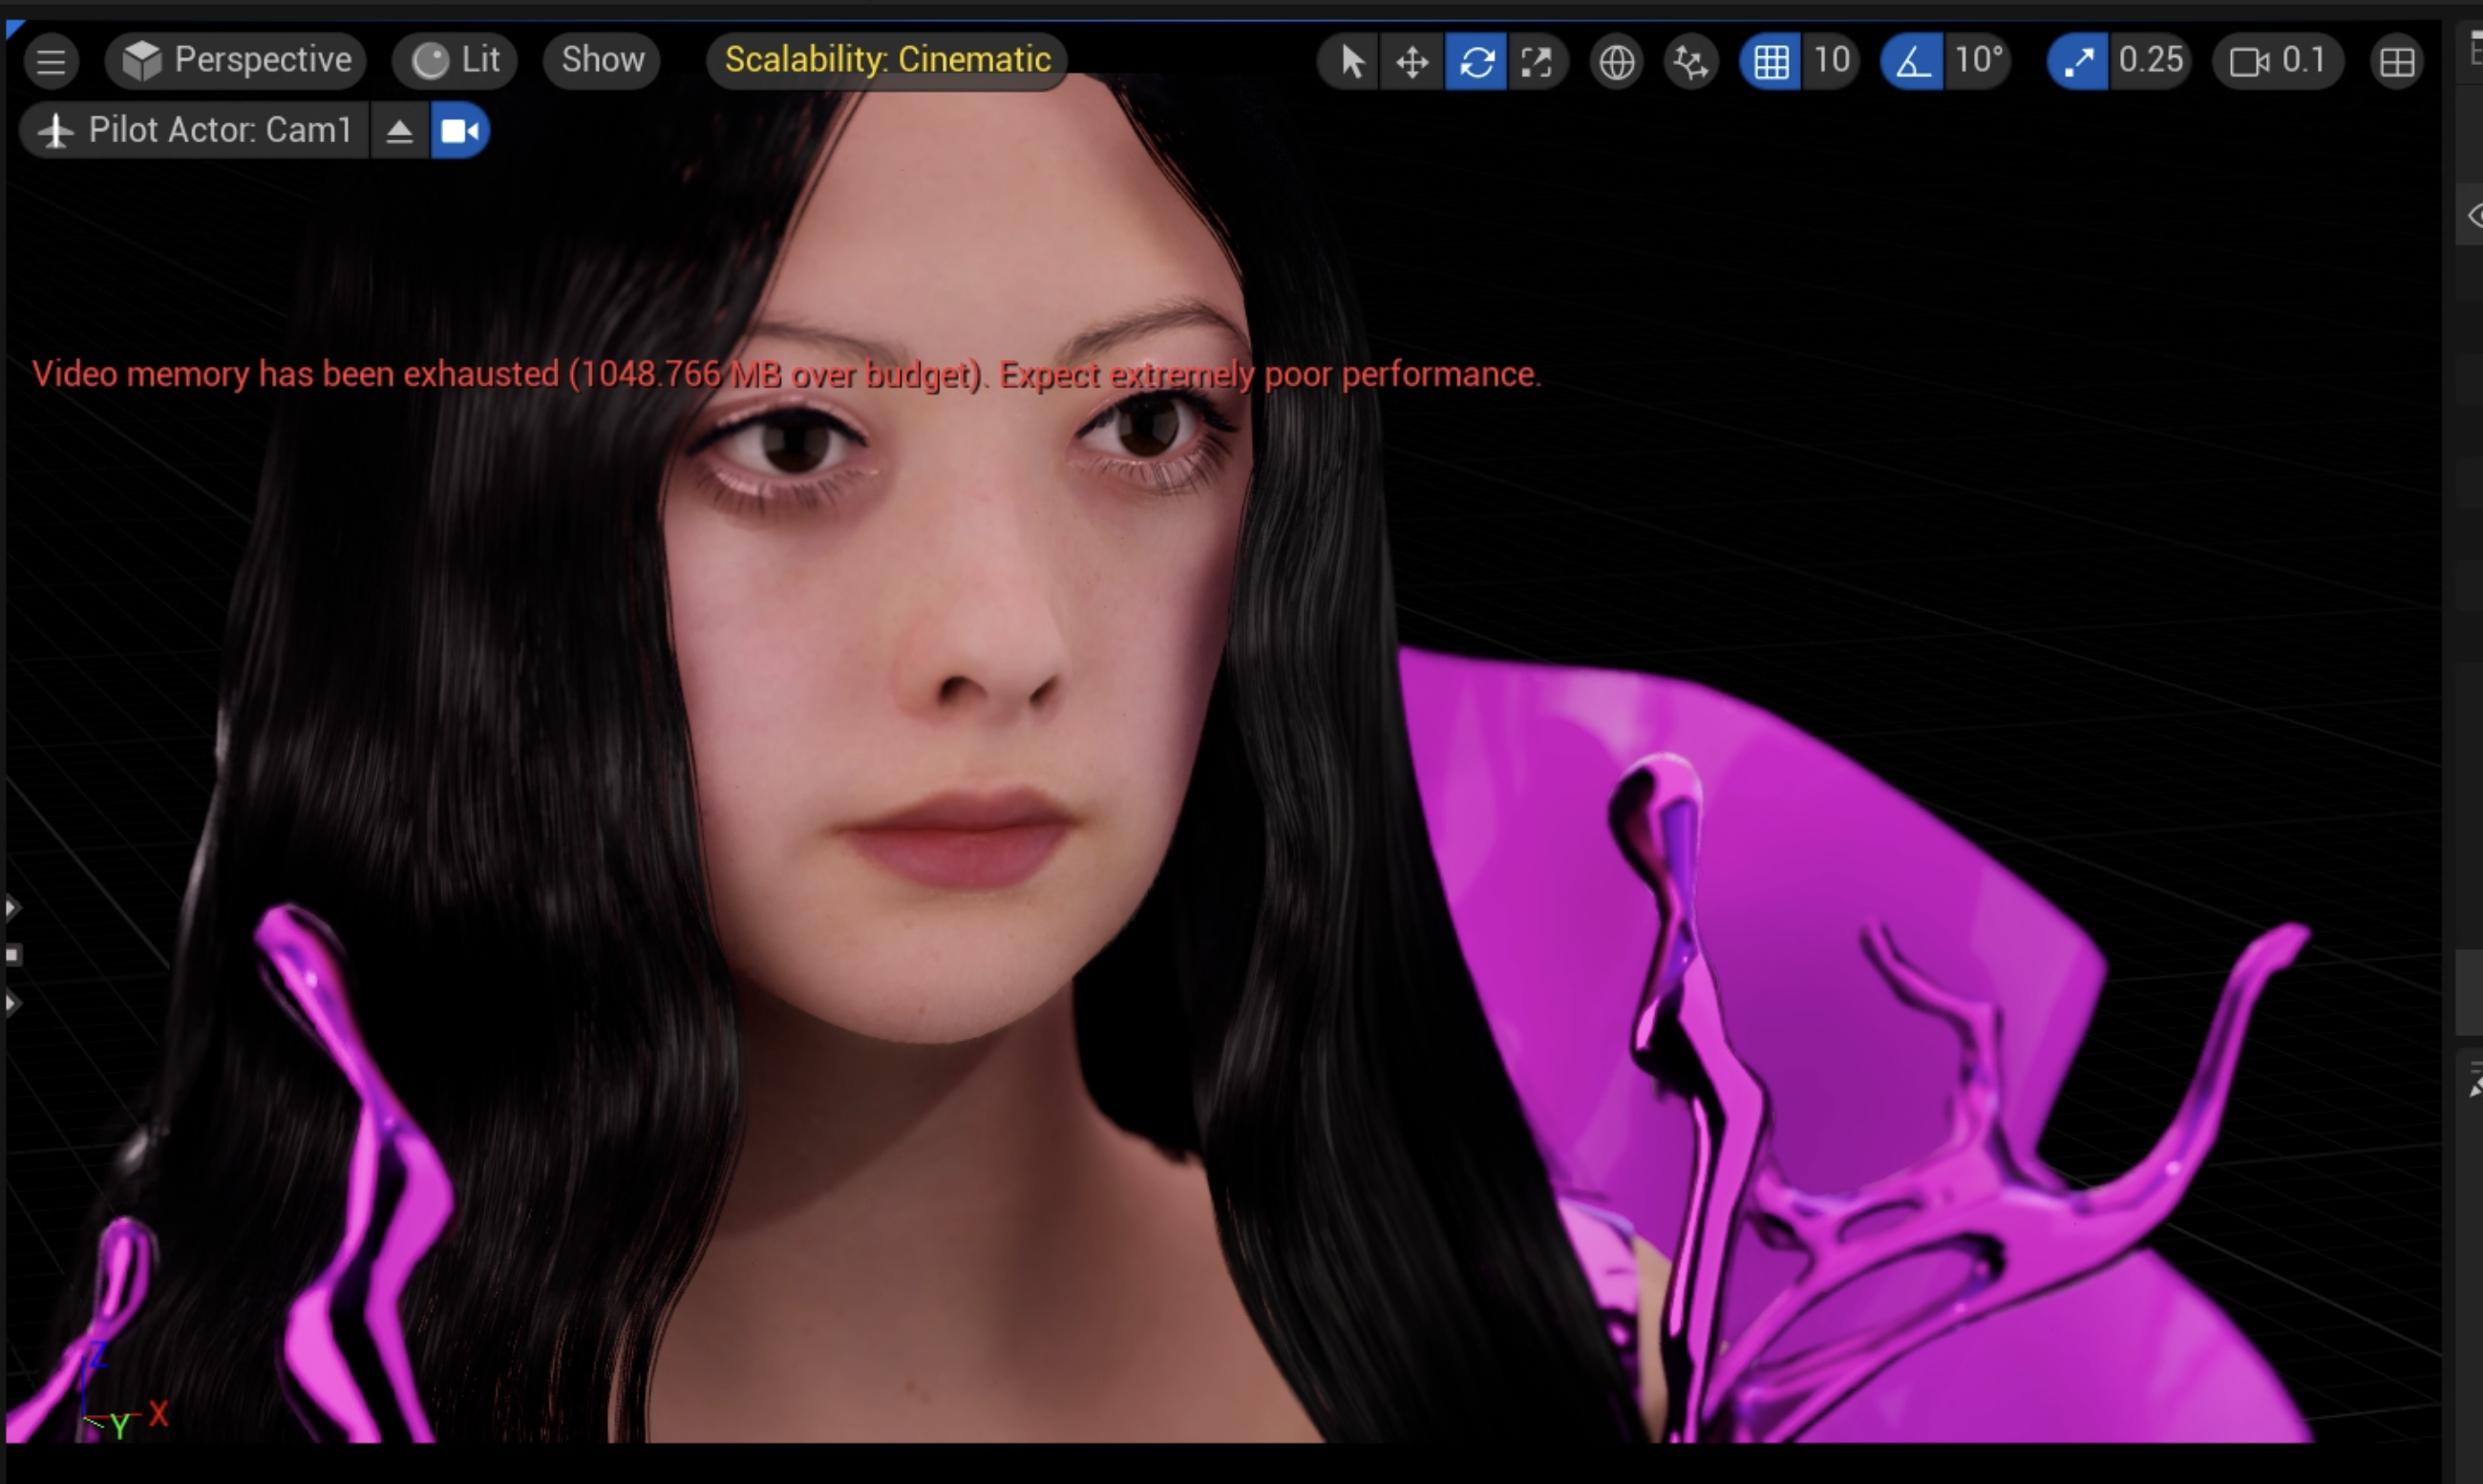 Perspective
Lit
Show
Scalability: Cinematic
10
10°
0.25
0.1
Pilot Actor: Cam1
Video memory has been exhausted (1048.766 MB over budget). Expect extremely poor performance.
Z
Y
X